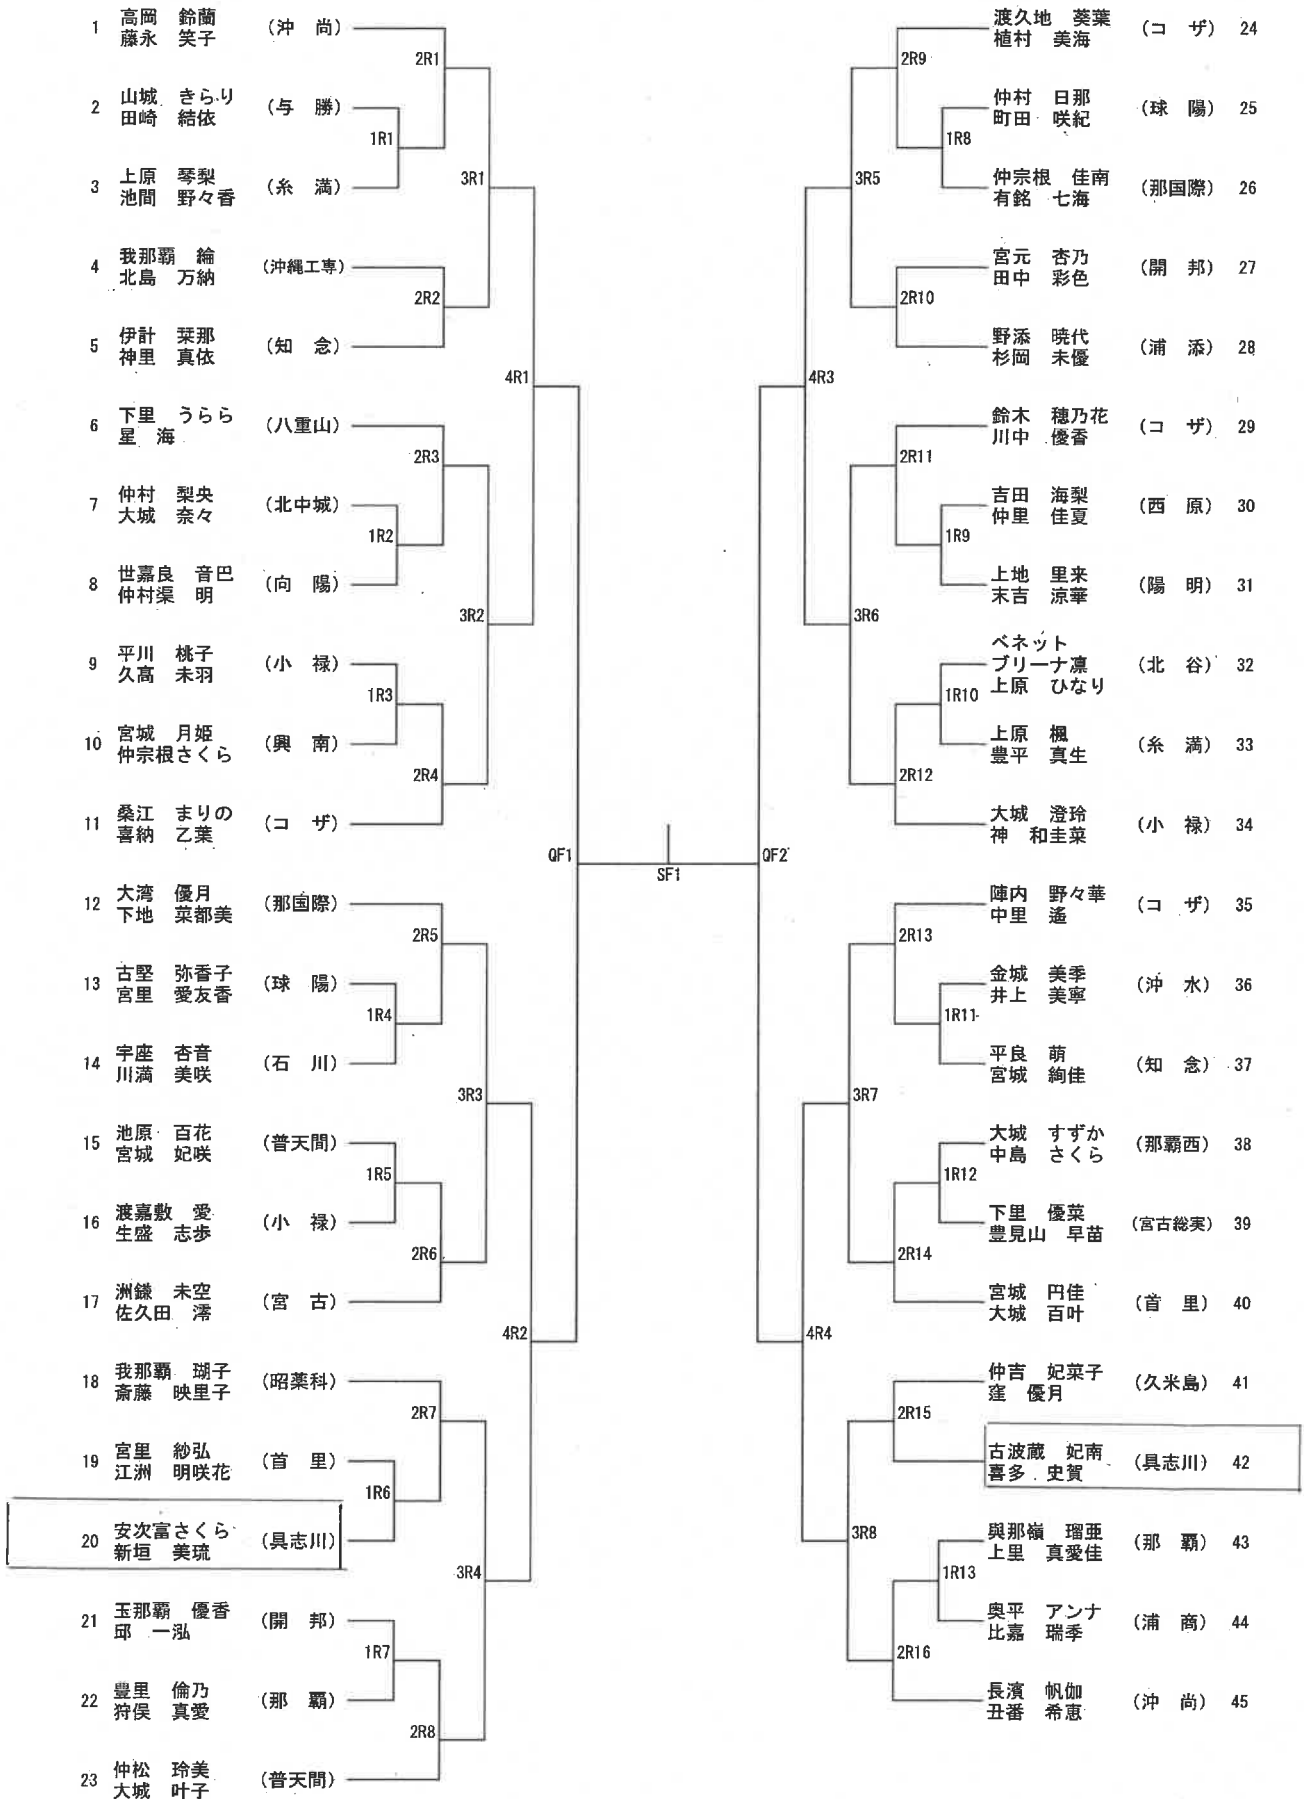 高岡 鈴蘭
1 (沖 尚)
藤永 笑子
2R1
山城 きらり
2 (与 勝)
田崎 結依
1R1
上原 琴梨
3 (糸 満)
池間 野々香
3R1
我那覇 綸
4 (沖縄工専)
北島 万納
2R2
伊計 栞那
5 (知 念)
神里 真依
4R1
下里 うらら
6 (八重山)
星 海
2R3
仲村 梨央
7 (北中城)
大城 奈々
1R2
世嘉良 音巴
8 (向 陽)
仲村渠 明
3R2
平川 桃子
9 (小 禄)
久高 未羽
1R3
宮城 月姫
10 (興 南)
仲宗根さくら
2R4
桑江 まりの
11 (コ ザ)
喜納 乙葉
QF1
大湾 優月
12 (那国際)
下地 菜都美
2R5
古堅 弥香子
13 (球 陽)
宮里 愛友香
1R4
宇座 杏音
14 (石 川)
川満 美咲
3R3
池原 百花
15 (普天間)
宮城 妃咲
1R5
渡嘉敷 愛
16 (小 禄)
生盛 志歩
2R6
洲鎌 未空
17 (宮 古)
佐久田 澪
4R2
我那覇 瑚子
18 (昭薬科)
斎藤 映里子
2R7
宮里 紗弘
19 (首 里)
江洲 明咲花
1R6
安次富さくら
20 (具志川)
新垣 美琉
3R4
玉那覇 優香
21 (開 邦)
邱 一泓
1R7
豊里 倫乃
22 (那 覇)
狩俣 真愛
2R8
仲松 玲美
23 (普天間)
大城 叶子
SF1
渡久地 葵葉
(コ ザ) 24
植村 美海
2R9
仲村 日那
(球 陽) 25
町田 咲紀
1R8
仲宗根 佳南
(那国際) 26
有銘 七海
3R5
宮元 杏乃
(開 邦) 27
田中 彩色
2R10
野添 暁代
(浦 添) 28
杉岡 未優
4R3
鈴木 穂乃花
(コ ザ) 29
川中 優香
2R11
吉田 海梨
(西 原) 30
仲里 佳夏
1R9
上地 里来
(陽 明) 31
末吉 涼華
3R6
ベネット
ブリーナ凛 (北 谷) 32
上原 ひなり
1R10
上原 楓
(糸 満) 33
豊平 真生
2R12
大城 澄玲
(小 禄) 34
神 和圭菜
QF2
陣内 野々華
(コ ザ) 35
中里 遙
2R13
金城 美季
(沖 水) 36
井上 美寧
1R11
平良 萌
(知 念) 37
宮城 絢佳
3R7
大城 すずか
(那覇西) 38
中島 さくら
1R12
下里 優菜
(宮古総実) 39
豊見山 早苗
2R14
宮城 円佳
(首 里) 40
大城 百叶
4R4
仲吉 妃菜子
(久米島) 41
窪 優月
2R15
古波蔵 妃南
(具志川) 42
喜多 史賀
3R8
與那嶺 瑠亜
(那 覇) 43
上里 真愛佳
1R13
奥平 アンナ
(浦 商) 44
比嘉 瑞季
2R16
長濱 帆伽
(沖 尚) 45
丑番 希恵